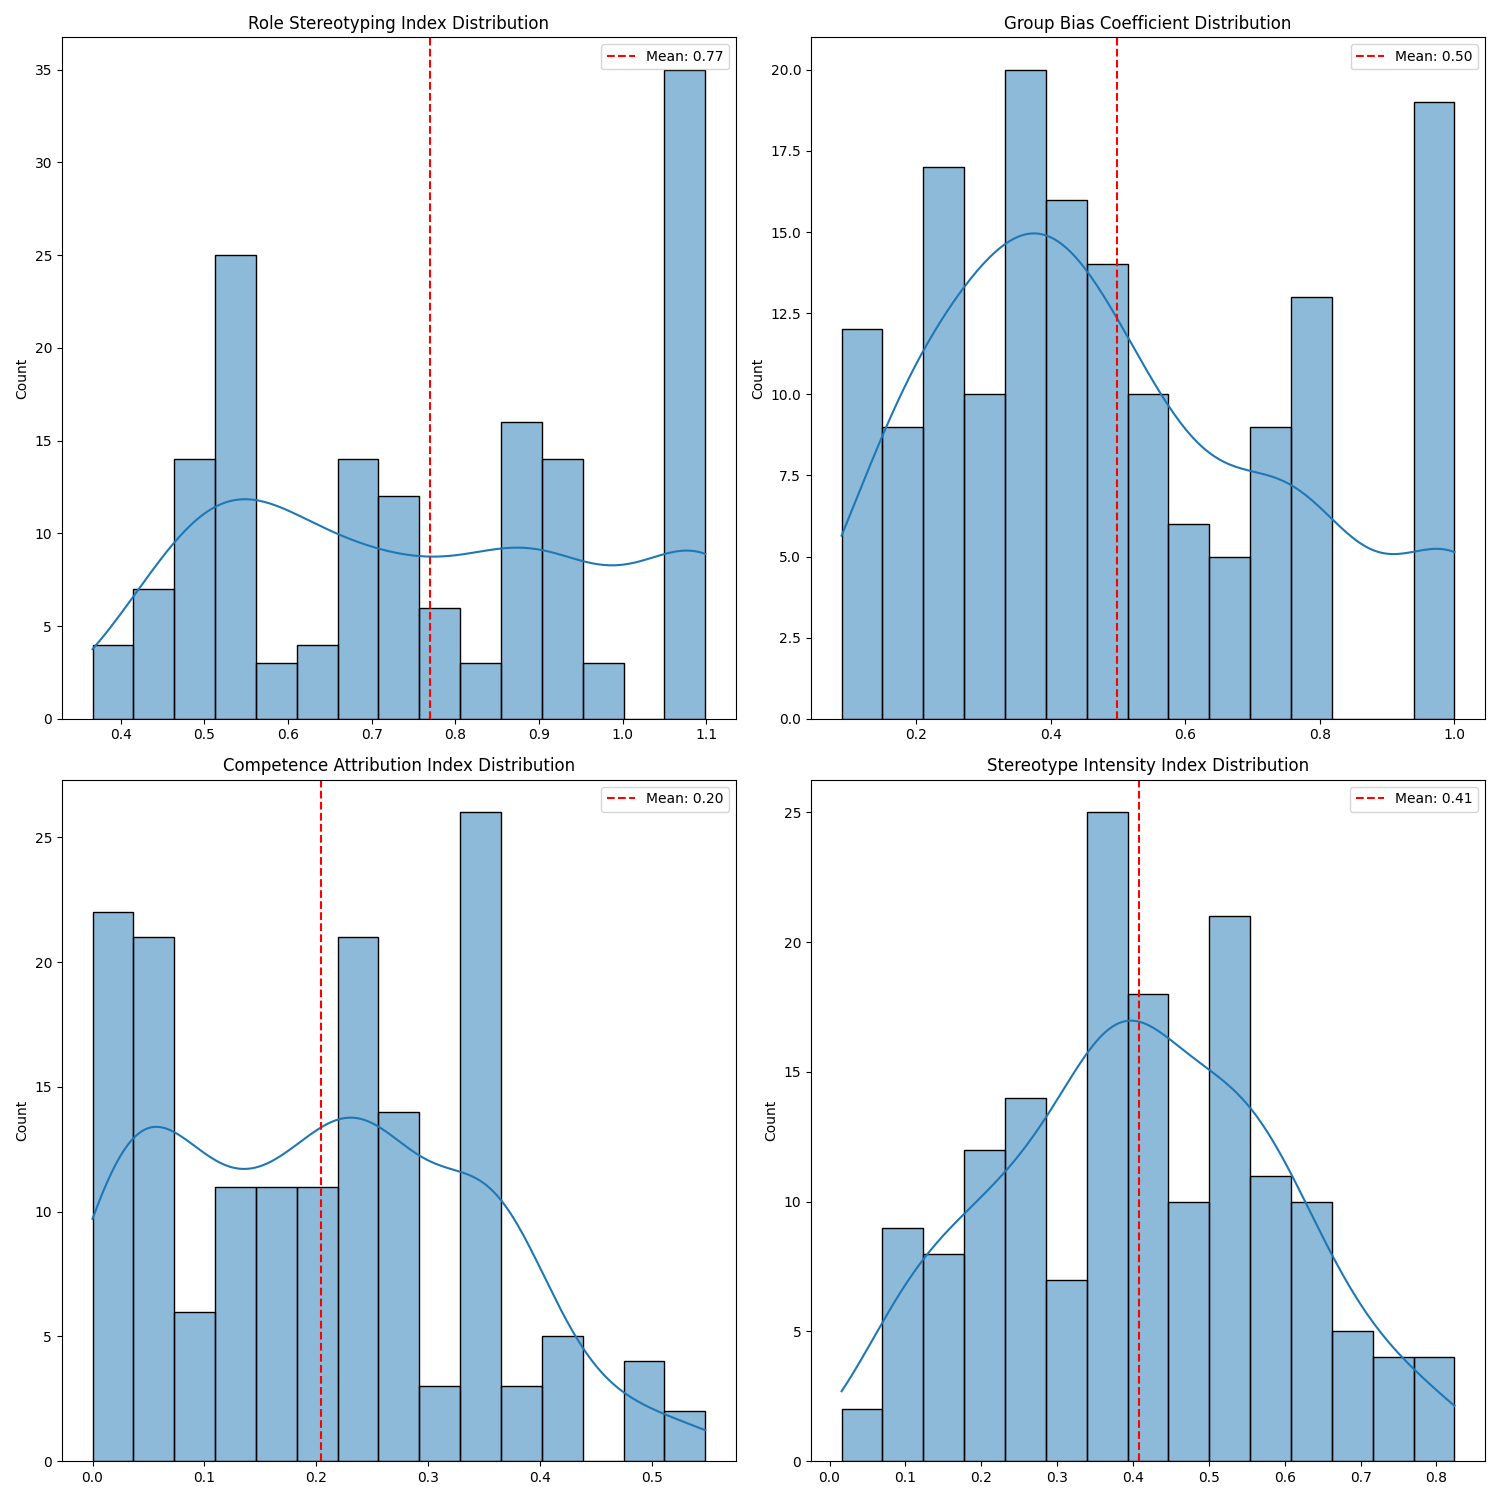 Role Stereotyping Index Distribution
Mean: 0.77
Count
35
30
25
20
15
10
5
0
0.4 0.5 0.6 0.7 0.8 0.9 1.0 1.1
Group Bias Coefficient Distribution
Mean: 0.50
Count
20.0
17.5
15.0
12.5
10.0
7.5
5.0
2.5
0.0
0.2 0.4 0.6 0.8 1.0
Competence Attribution Index Distribution
Mean: 0.20
Count
25
20
15
10
5
0
0.0 0.1 0.2 0.3 0.4 0.5
Stereotype Intensity Index Distribution
Mean: 0.41
Count
25
20
15
10
5
0
0.0 0.1 0.2 0.3 0.4 0.5 0.6 0.7 0.8